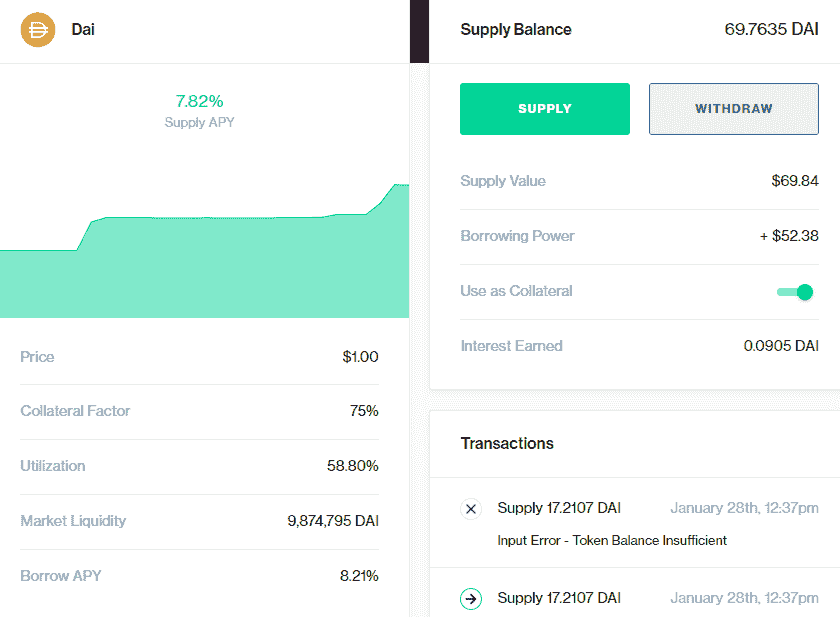 Dai
7.82%
Supply APY
Price $1.00
Collateral Factor 75%
Utilization 58.80%
Market Liquidity 9,874,795 DAI
Borrow APY 8.21%
Supply Balance 69.7635 DAI
SUPPLY WITHDRAW
Supply Value $69.84
Borrowing Power + $52.38
Use as Collateral
Interest Earned 0.0905 DAI
Transactions
Supply 17.2107 DAI January 28th, 12:37pm
Input Error - Token Balance Insufficient
Supply 17.2107 DAI January 28th, 12:37pm